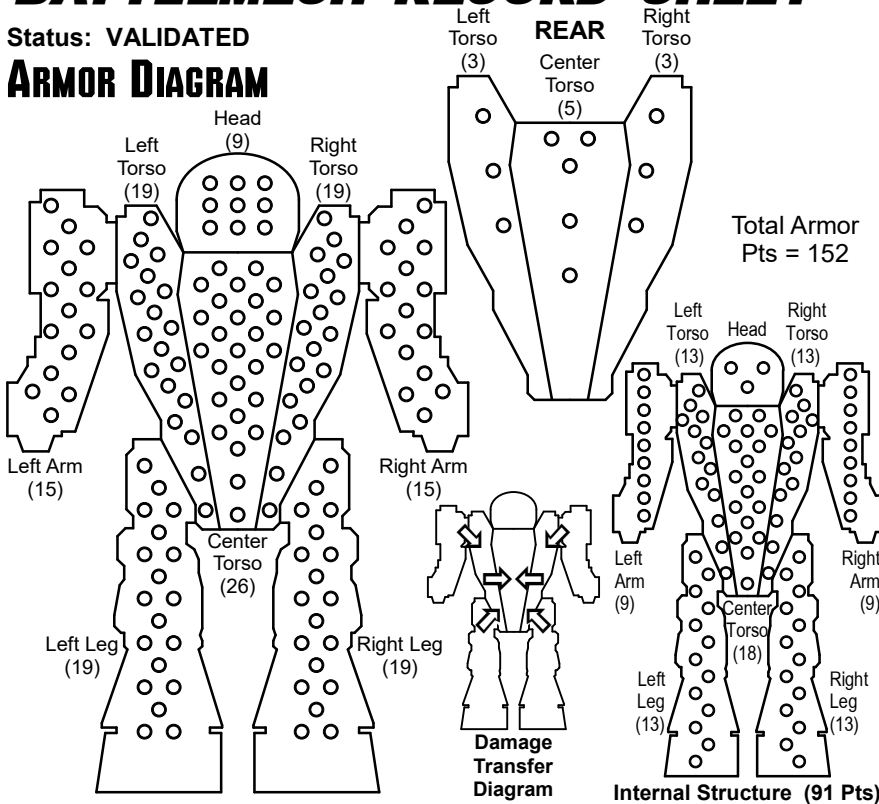 BATTLEMECH RECORD SHEET
Status: VALIDATED
ARMOR DIAGRAM
Head
(9)
Left
Torso
(19)
Right
Torso
(19)
Left Arm
(15)
Right Arm
(15)
Center
Torso
(26)
Left Leg
(19)
Right Leg
(19)
REAR
Left
Torso
(3)
Center
Torso
(5)
Right
Torso
(3)
Total Armor
Pts = 152
Damage
Transfer
Diagram
Left
Torso
(13)
Head
Right
Torso
(13)
Left
Arm
(9)
Right
Arm
(9)
Center
Torso
(18)
Left
Leg
(13)
Right
Leg
(13)
Internal Structure (91 Pts)